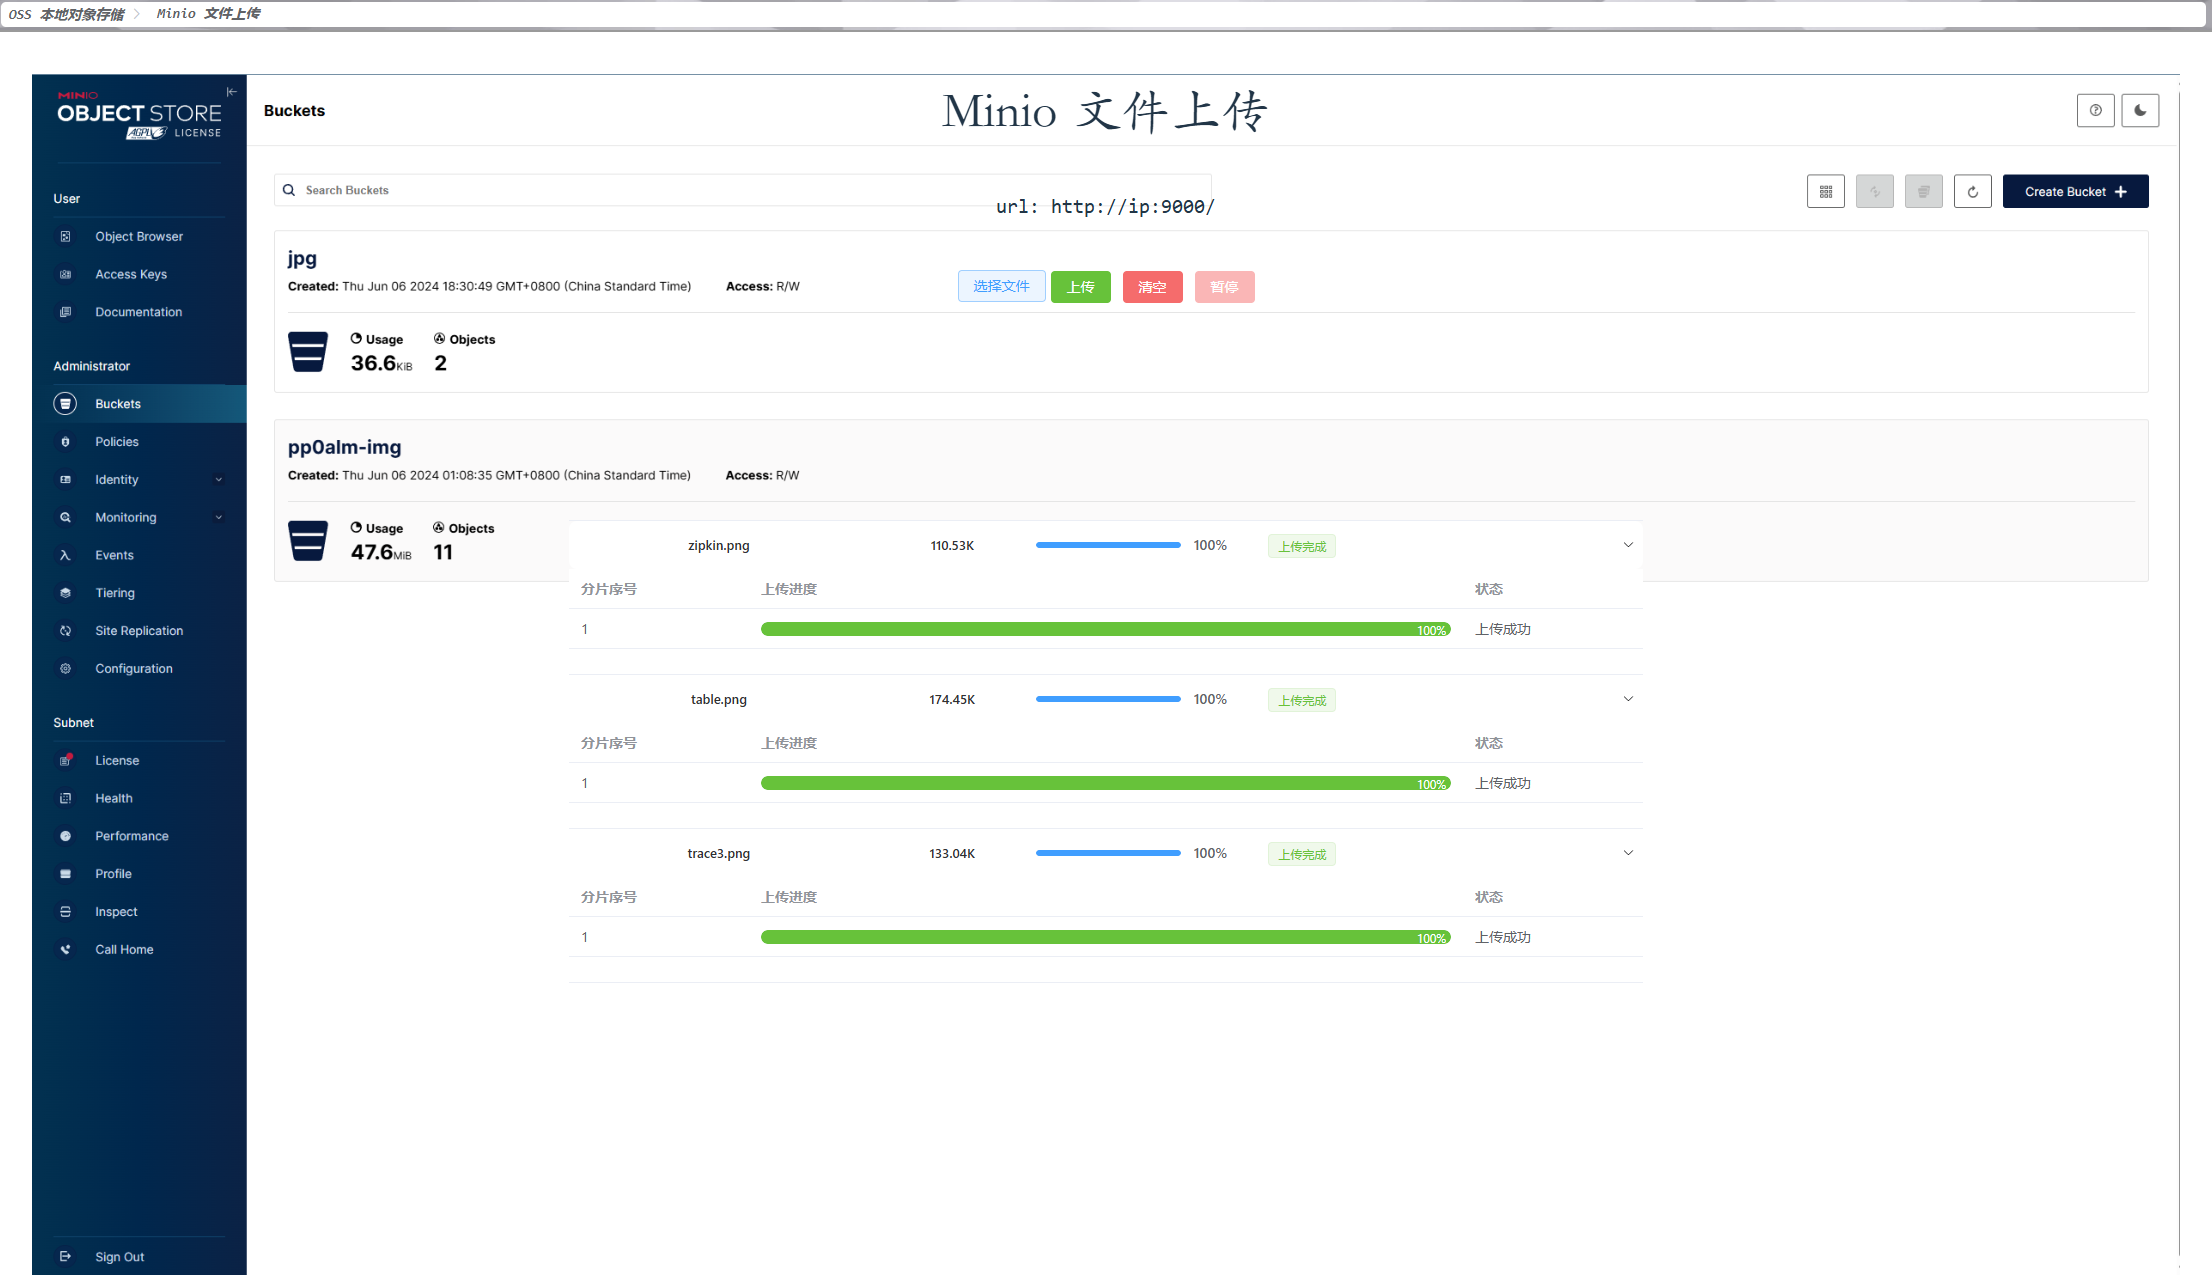 OSS 本地对象存储 > Minio 文件上传
MINIO
OBJECT STORE
AGPLV3 LICENSE
User
Object Browser
Access Keys
Documentation
Administrator
Buckets
Policies
Identity
Monitoring
Events
Tiering
Site Replication
Configuration
Subnet
License
Health
Performance
Profile
Inspect
Call Home
Sign Out
Buckets
Minio 文件上传
Search Buckets
url: http://ip:9000/
Create Bucket
jpg
Created: Thu Jun 06 2024 18:30:49 GMT+0800 (China Standard Time) Access: R/W
选择文件 上传 清空 暂停
Usage Objects
36.6KiB 2
pp0alm-img
Created: Thu Jun 06 2024 01:08:35 GMT+0800 (China Standard Time) Access: R/W
Usage Objects
47.6MiB 11
zipkin.png 110.53K 100% 上传完成
分片序号 上传进度 状态
1 100% 上传成功
table.png 174.45K 100% 上传完成
分片序号 上传进度 状态
1 100% 上传成功
trace3.png 133.04K 100% 上传完成
分片序号 上传进度 状态
1 100% 上传成功